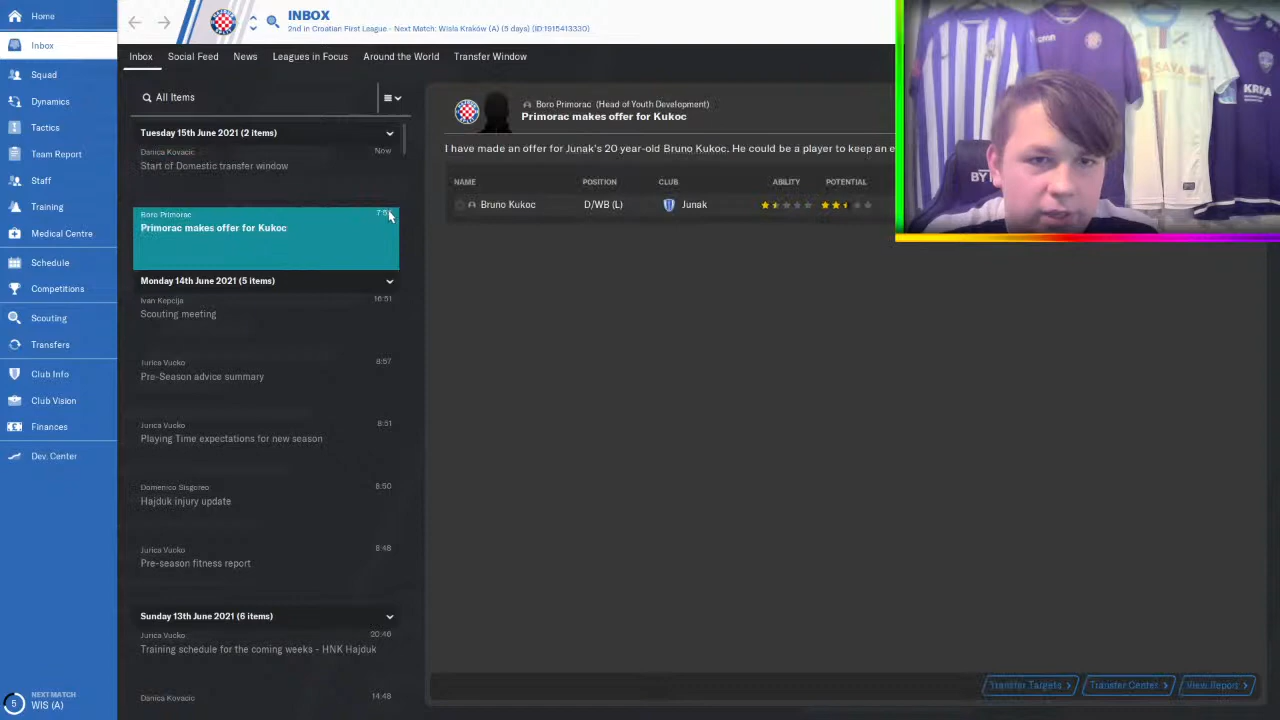 Home
Inbox
Squad
Dynamics
Tactics
Team Report
Staff
Training
Medical Centre
Schedule
Competitions
Scouting
Transfers
Club Info
Club Vision
Finances
Dev. Center
5
NEXT MATCH
WIS (A)
INBOX
2nd in Croatian First League - Next Match: Wisła Kraków (A) (5 days) (ID:1915413330)
Inbox Social Feed News Leagues in Focus Around the World Transfer Window
All Items
Tuesday 15th June 2021 (2 items)
Danica Kovacic Now
Start of Domestic transfer window
Boro Primorac
Primorac makes offer for Kukoc
Monday 14th June 2021 (5 items)
Ivan Kepcija 16:51
Scouting meeting
Jurica Vucko 8:57
Pre-Season advice summary
Jurica Vucko 8:51
Playing Time expectations for new season
Domenico Sisgoreo 8:50
Hajduk injury update
Jurica Vucko 8:48
Pre-season fitness report
Sunday 13th June 2021 (6 items)
Jurica Vucko 20:46
Training schedule for the coming weeks - HNK Hajduk
Danica Kovacic 14:48
Boro Primorac (Head of Youth Development)
Primorac makes offer for Kukoc
I have made an offer for Junak's 20 year-old Bruno Kukoc. He could be a player to keep an e
NAME POSITION CLUB ABILITY POTENTIAL
Bruno Kukoc D/WB (L) Junak
Transfer Targets Transfer Center View Report
BY
SAVA
KRKA